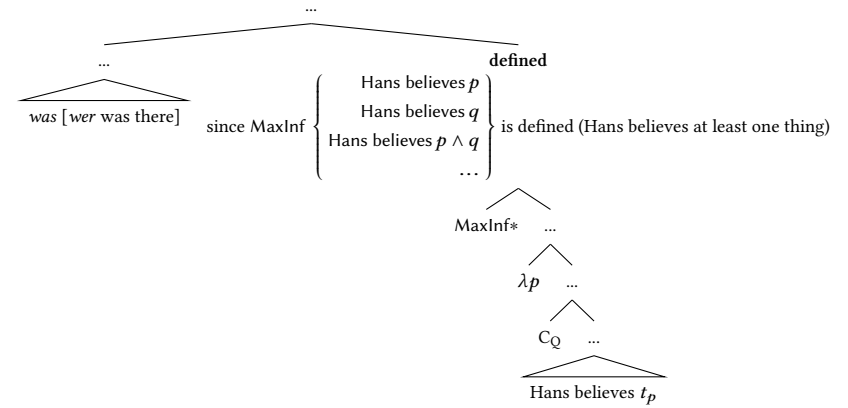 ...
...
defined
was [wer was there]
since MaxInf { Hans believes p
Hans believes q
Hans believes p ∧ q
... } is defined (Hans believes at least one thing)
MaxInf* ...
λp ...
C_Q ...
Hans believes t_p